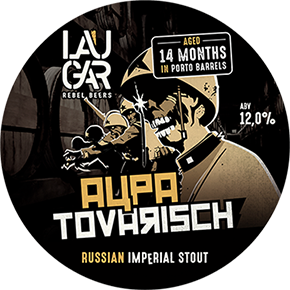 LAUGAR
REBEL BEERS
AGED
14 MONTHS
IN PORTO BARRELS
ABV
12,0%
AUPA
TOVARISCH
RUSSIAN IMPERIAL STOUT